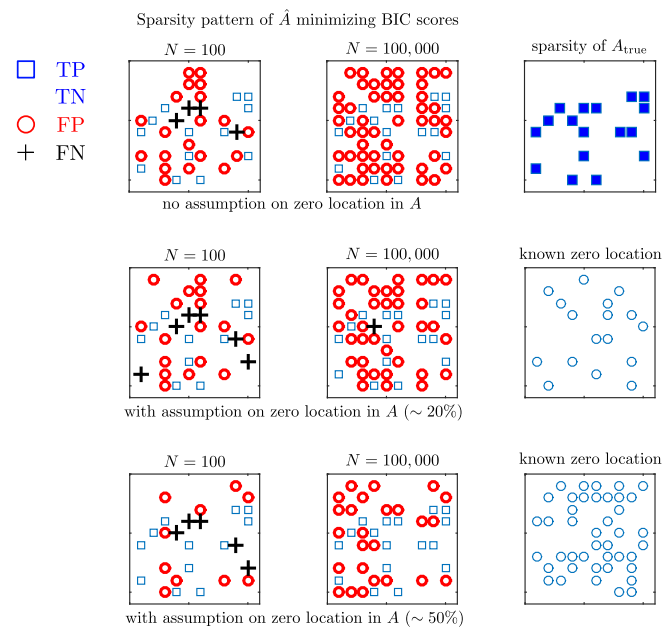 Sparsity pattern of Â minimizing BIC scores
N = 100
N = 100,000
sparsity of A_true
TP
TN
FP
FN
no assumption on zero location in A
N = 100
N = 100,000
known zero location
with assumption on zero location in A (∼ 20%)
N = 100
N = 100,000
known zero location
with assumption on zero location in A (∼ 50%)